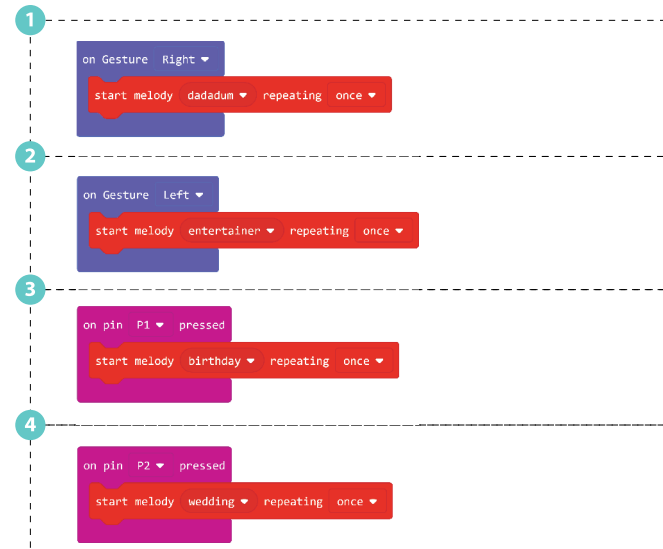 1
on Gesture Right
start melody dadadum repeating once
2
on Gesture Left
start melody entertainer repeating once
3
on pin P1 pressed
start melody birthday repeating once
4
on pin P2 pressed
start melody wedding repeating once